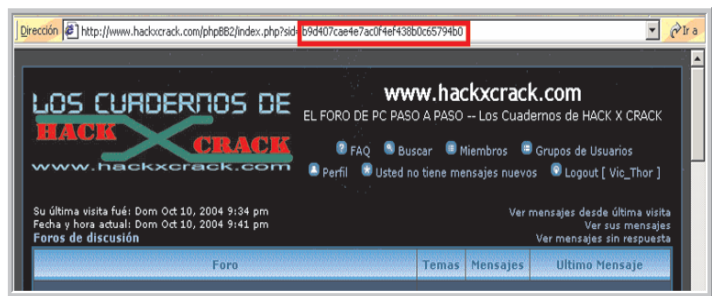 Dirección http://www.hackxcrack.com/phpBB2/index.php?sid=b9d407cae4e7ac0f4ef438b0c65794b0 Ir a
LOS CURDERNOS DE
HACK X CRACK
www.hackxcrack.com
www.hackxcrack.com
EL FORO DE PC PASO A PASO -- Los Cuadernos de HACK X CRACK
FAQ Buscar Miembros Grupos de Usuarios
Perfil Usted no tiene mensajes nuevos Logout [ Vic_Thor ]
Su última visita fué: Dom Oct 10, 2004 9:34 pm
Fecha y hora actual: Dom Oct 10, 2004 9:41 pm
Foros de discusión
Ver mensajes desde última visita
Ver sus mensajes
Ver mensajes sin respuesta
Foro Temas Mensajes Ultimo Mensaje